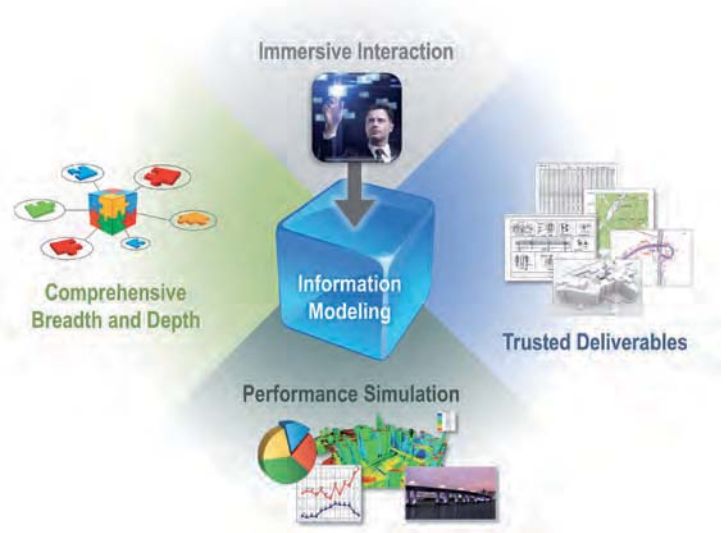 Immersive Interaction
Comprehensive
Breadth and Depth
Information
Modeling
Trusted Deliverables
Performance Simulation